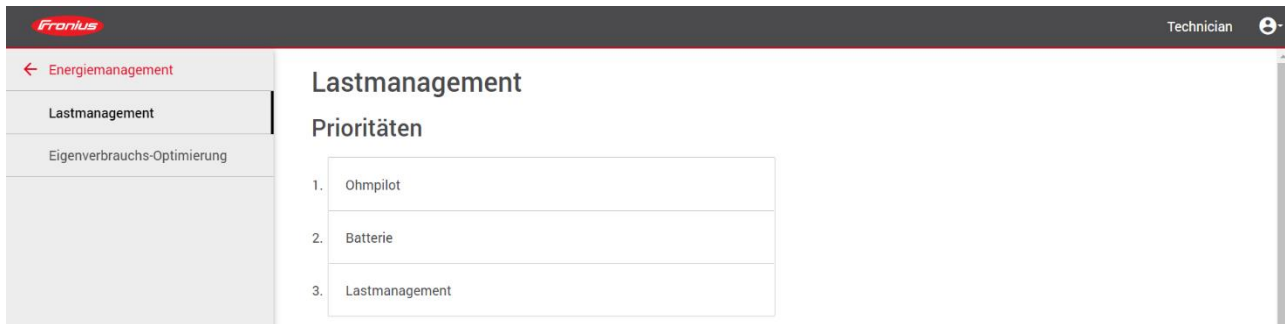 Fronius
Technician
Energiemanagement
Lastmanagement
Eigenverbrauchs-Optimierung
Lastmanagement
Prioritäten
1. Ohmpilot
2. Batterie
3. Lastmanagement